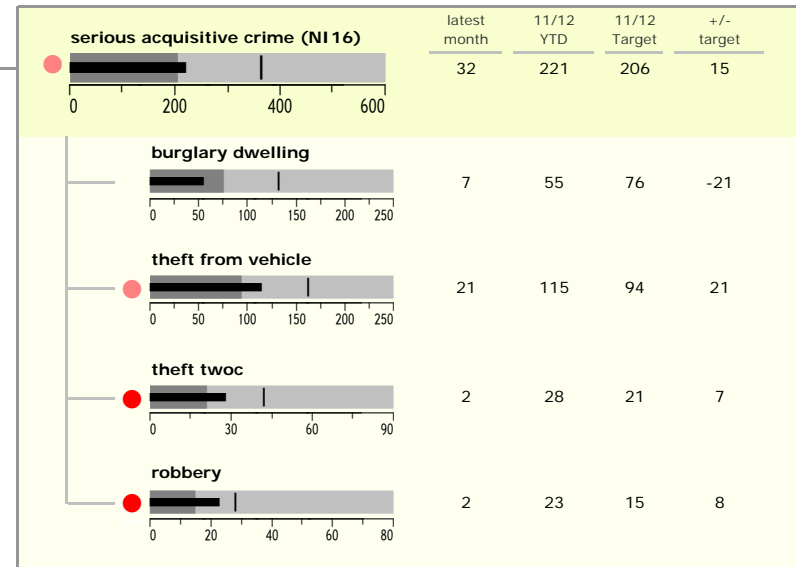 latest 11/12 11/12 +/-
month YTD Target target
serious acquisitive crime (NI16)
32 221 206 15
0 200 400 600
burglary dwelling
7 55 76 -21
0 50 100 150 200 250
theft from vehicle
21 115 94 21
0 50 100 150 200 250
theft twoc
2 28 21 7
0 30 60 90
robbery
2 23 15 8
0 20 40 60 80